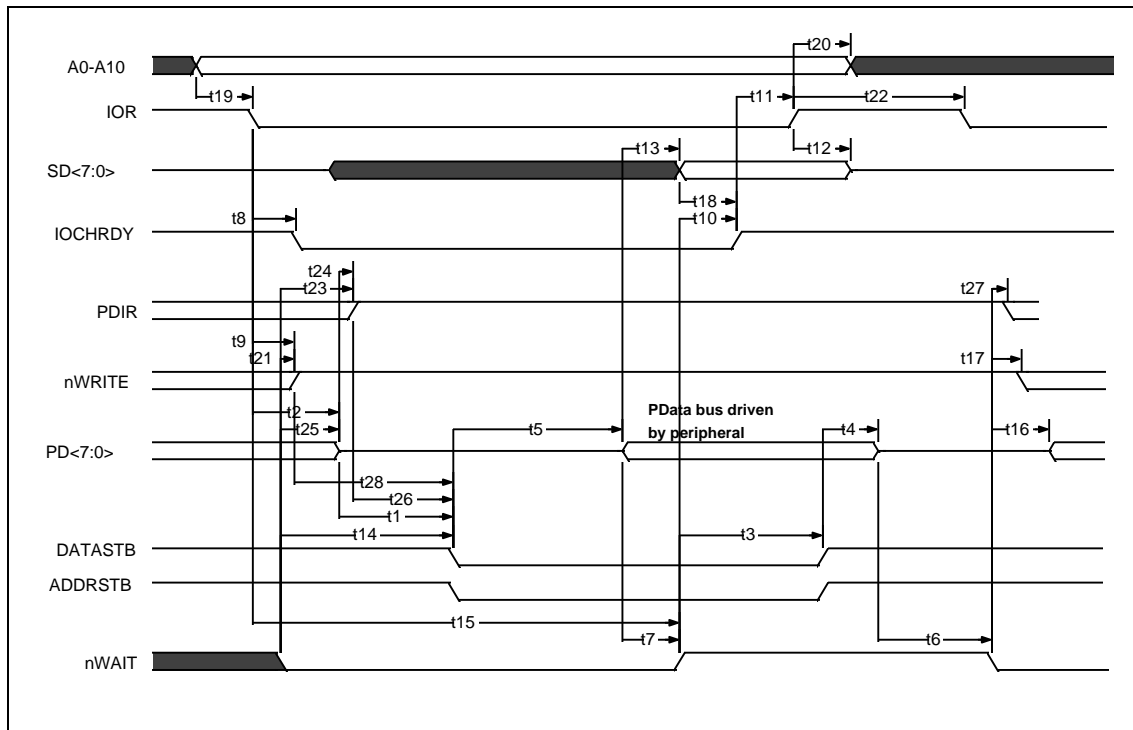 t20
A0-A10
t19
t11
t22
IOR
t13
t12
SD<7:0>
t18
t8
t10
IOCHRDY
t24
t23
t27
PDIR
t9
t21
t17
nWRITE
t2
PData bus driven
t25
t5
by peripheral
t4
t16
PD<7:0>
t28
t26
t1
t14
t3
DATASTB
ADDRSTB
t15
t7
t6
nWAIT